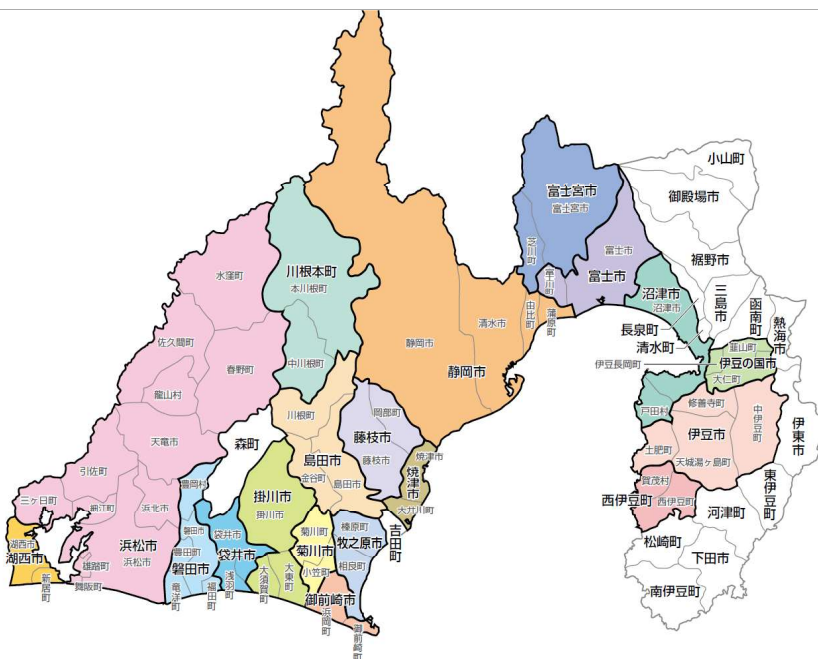 小山町
御殿場市
富士宮市
富士宮市
芝川町
富士市
富士市
富士川町
裾野市
沼津市
沼津市
三島市
函南町
熱海市
長泉町
清水町
韮山町
伊豆の国市
伊豆長岡町
大仁町
戸田村
修善寺町
中伊豆町
伊豆市
土肥町
天城湯ヶ島町
伊東市
賀茂村
西伊豆町
西伊豆町
東伊豆町
河津町
松崎町
下田市
南伊豆町
川根本町
本川根町
中川根町
静岡市
静岡市
清水市
由比町
蒲原町
水窪町
佐久間町
春野町
龍山村
天竜市
引佐町
三ヶ日町
細江町
浜北市
浜松市
浜松市
雄踏町
舞阪町
湖西市
湖西市
新居町
森町
豊岡村
磐田市
豊田町
磐田市
竜洋町
福田町
袋井市
袋井市
浅羽町
掛川市
掛川市
大須賀町
大東町
川根町
島田市
金谷町
島田市
岡部町
藤枝市
藤枝市
焼津市
焼津市
大井川町
吉田町
榛原町
牧之原市
相良町
菊川町
菊川市
小笠町
御前崎市
浜岡町
御前崎町